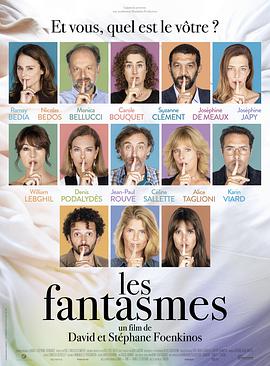 Et vous, quel est le vôtre ?
Ramzy Nicolas Monica Carole Suzanne Joséphine Joséphine
BEDIA BEDOS BELLUCCI BOUQUET CLÉMENT DE MEAUX JAPY
William Denis Jean-Paul Céline Alice Karin
LEBGHIL PODALYDÈS ROUVE SALLETTE TAGLIONI VIARD
les
fantasmes
un film de
David et Stéphane Foenkinos